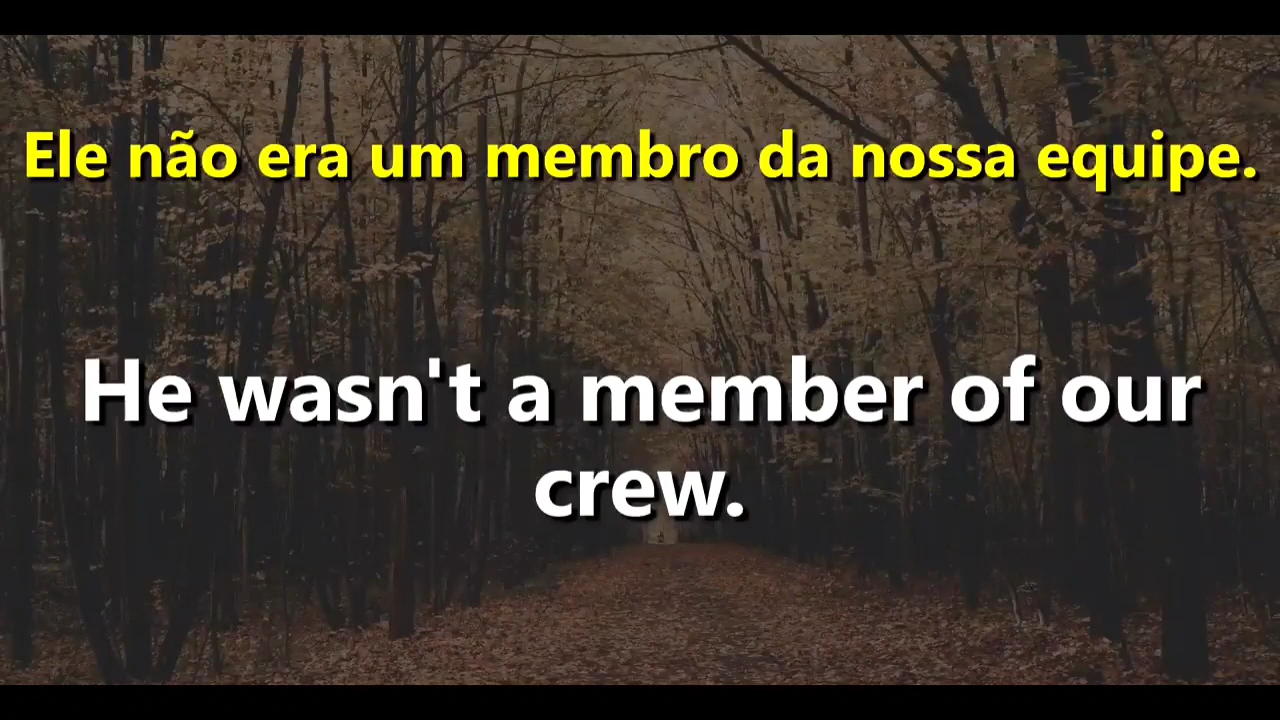 Ele não era um membro da nossa equipe.
He wasn't a member of our
crew.